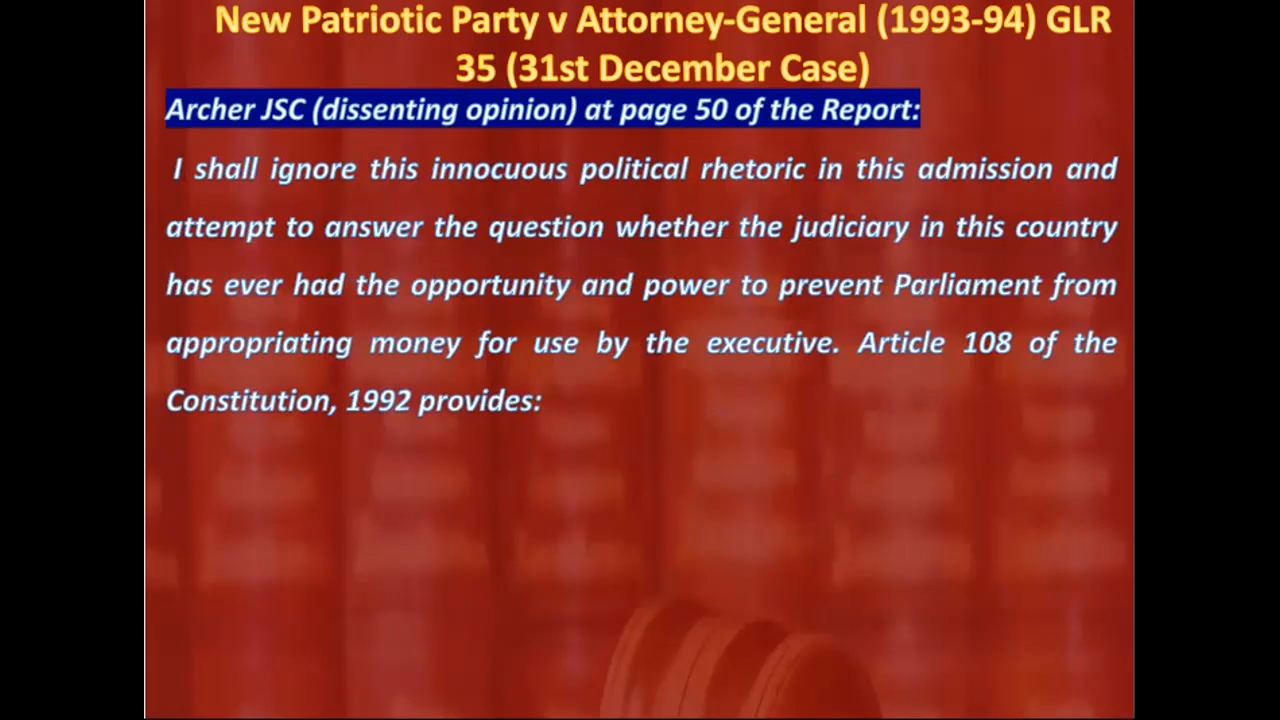 New Patriotic Party v Attorney-General (1993-94) GLR
35 (31st December Case)
Archer JSC (dissenting opinion) at page 50 of the Report:
I shall ignore this innocuous political rhetoric in this admission and
attempt to answer the question whether the judiciary in this country
has ever had the opportunity and power to prevent Parliament from
appropriating money for use by the executive. Article 108 of the
Constitution, 1992 provides: